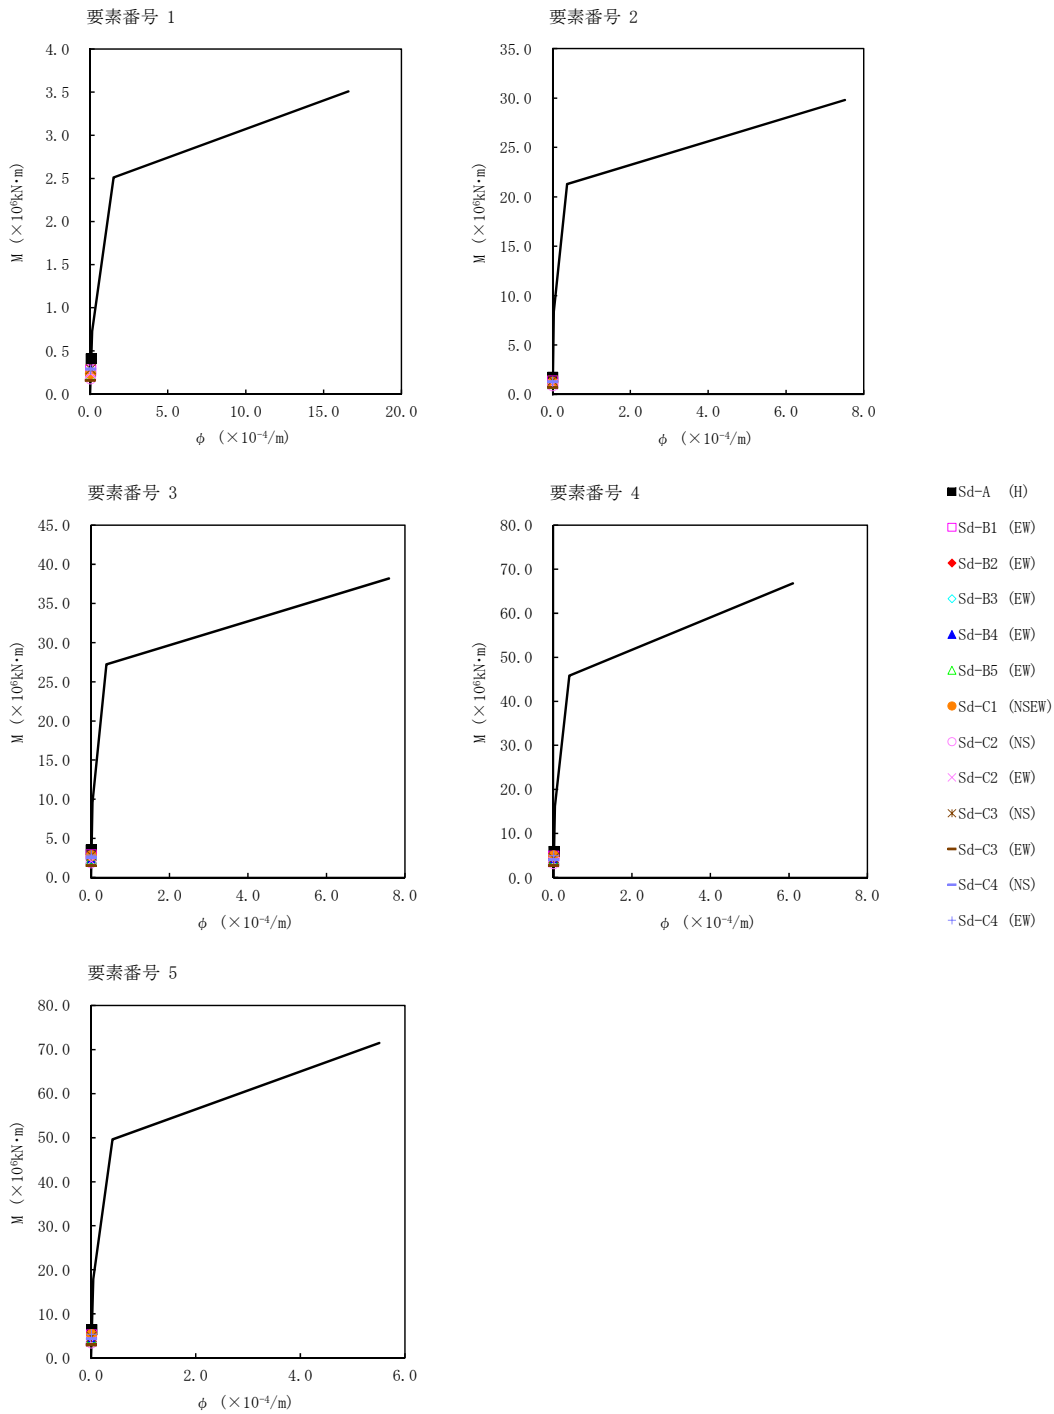 要素番号 1
4.0
3.5
3.0
2.5
2.0
1.5
1.0
0.5
0.0
M (×10⁶kN・m)
0.0 5.0 10.0 15.0 20.0
φ (×10⁻⁴/m)
要素番号 2
35.0
30.0
25.0
20.0
15.0
10.0
5.0
0.0
M (×10⁶kN・m)
0.0 2.0 4.0 6.0 8.0
φ (×10⁻⁴/m)
要素番号 3
45.0
40.0
35.0
30.0
25.0
20.0
15.0
10.0
5.0
0.0
M (×10⁶kN・m)
0.0 2.0 4.0 6.0 8.0
φ (×10⁻⁴/m)
要素番号 4
80.0
70.0
60.0
50.0
40.0
30.0
20.0
10.0
0.0
M (×10⁶kN・m)
0.0 2.0 4.0 6.0 8.0
φ (×10⁻⁴/m)
Sd-A (H)
Sd-B1 (EW)
Sd-B2 (EW)
Sd-B3 (EW)
Sd-B4 (EW)
Sd-B5 (EW)
Sd-C1 (NSEW)
Sd-C2 (NS)
Sd-C2 (EW)
Sd-C3 (NS)
Sd-C3 (EW)
Sd-C4 (NS)
Sd-C4 (EW)
要素番号 5
80.0
70.0
60.0
50.0
40.0
30.0
20.0
10.0
0.0
M (×10⁶kN・m)
0.0 2.0 4.0 6.0
φ (×10⁻⁴/m)